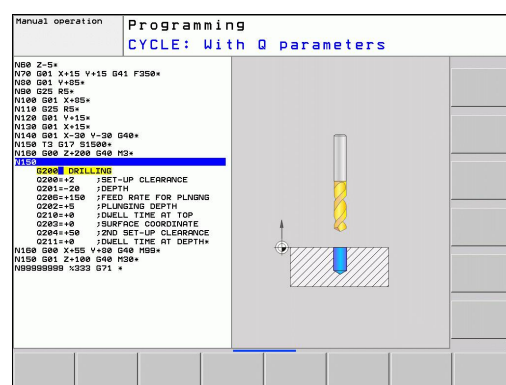 Manual operation
Programming
CYCLE: With Q parameters
N60 Z-5*
N70 G01 X+15 Y+15 G41 F350*
N80 G01 Y+85*
N90 G25 R5*
N100 G01 X+85*
N110 G25 R5*
N120 G01 Y+15*
N130 G01 X+15*
N140 G01 X-30 Y-30 G40*
N150 T3 G17 S1500*
N160 G00 Z+200 G40 M3*
N150
G200 DRILLING
Q200=+2 ;SET-UP CLEARANCE
Q201=-20 ;DEPTH
Q206=+150 ;FEED RATE FOR PLNGNG
Q202=+5 ;PLUNGING DEPTH
Q210=+0 ;DWELL TIME AT TOP
Q203=+0 ;SURFACE COORDINATE
Q204=+50 ;2ND SET-UP CLEARANCE
Q211=+0 ;DWELL TIME AT DEPTH*
N160 G00 X+55 Y+80 G40 M99*
N150 G01 Z+100 G40 M30*
N99999999 %333 G71 *